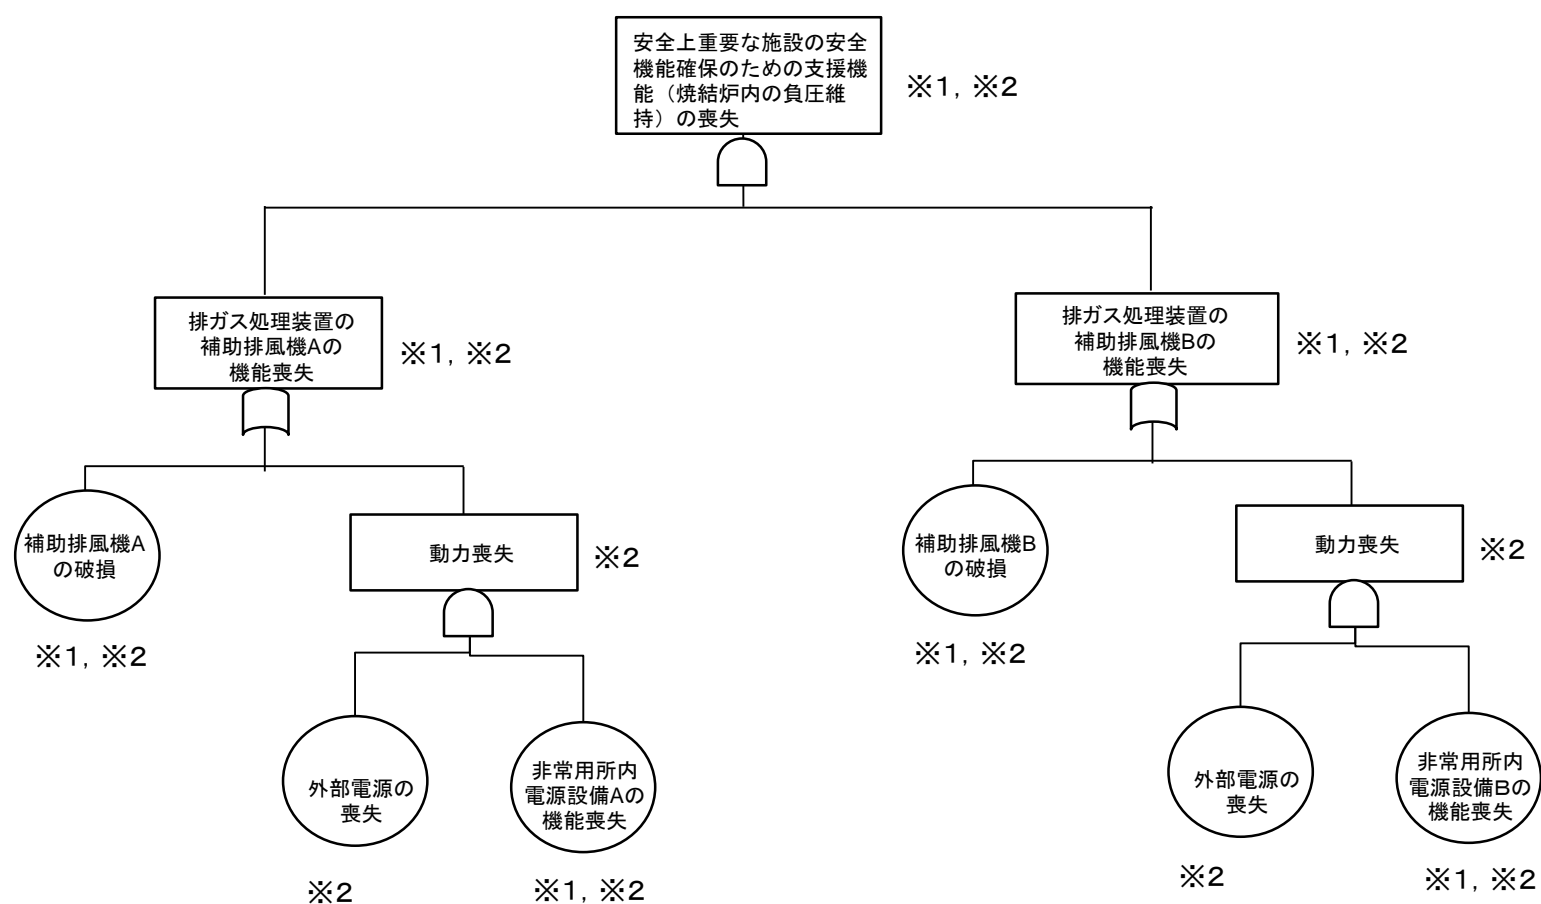 安全上重要な施設の安全
機能確保のための支援機
能（焼結炉内の負圧維
持）の喪失
※1, ※2
排ガス処理装置の
補助排風機Aの
機能喪失
※1, ※2
排ガス処理装置の
補助排風機Bの
機能喪失
※1, ※2
補助排風機A
の破損
※1, ※2
動力喪失
※2
補助排風機B
の破損
※1, ※2
動力喪失
※2
外部電源の
喪失
※2
非常用所内
電源設備Aの
機能喪失
※1, ※2
外部電源の
喪失
※2
非常用所内
電源設備Bの
機能喪失
※1, ※2